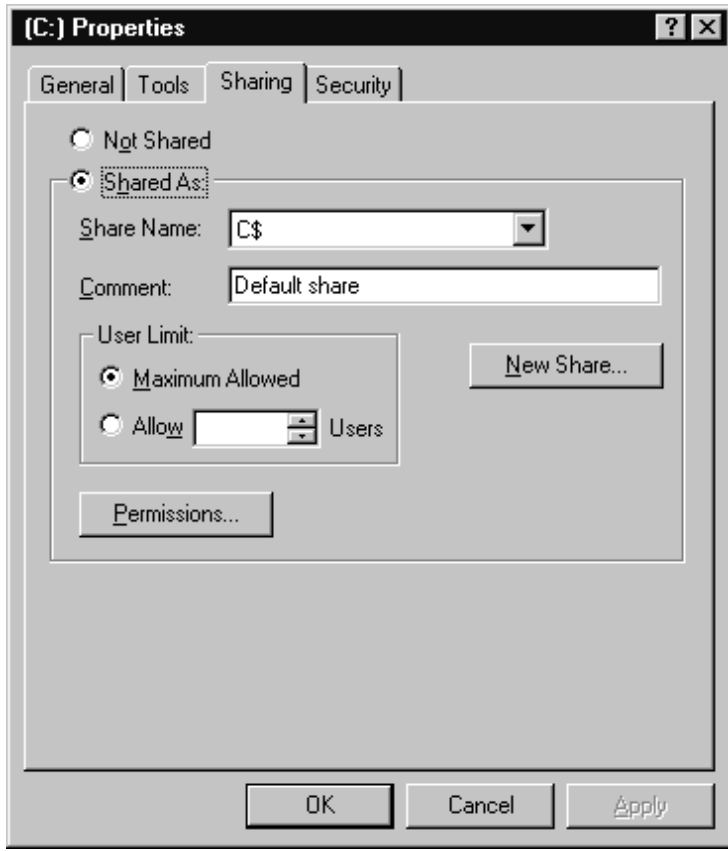 (C:) Properties
General Tools Sharing Security
Not Shared
Shared As:
Share Name: C$
Comment: Default share
User Limit:
Maximum Allowed
New Share...
Allow Users
Permissions...
OK Cancel Apply